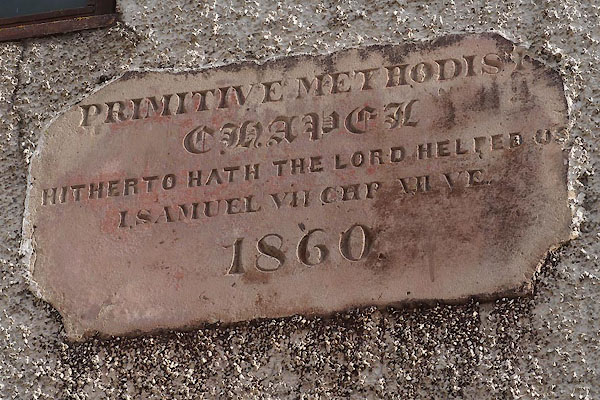 PRIMITIVE METHODIST
CHAPEL
HITHERTO HATH THE LORD HELPED US
I. SAMUEL VII CHP XII VE.
1860